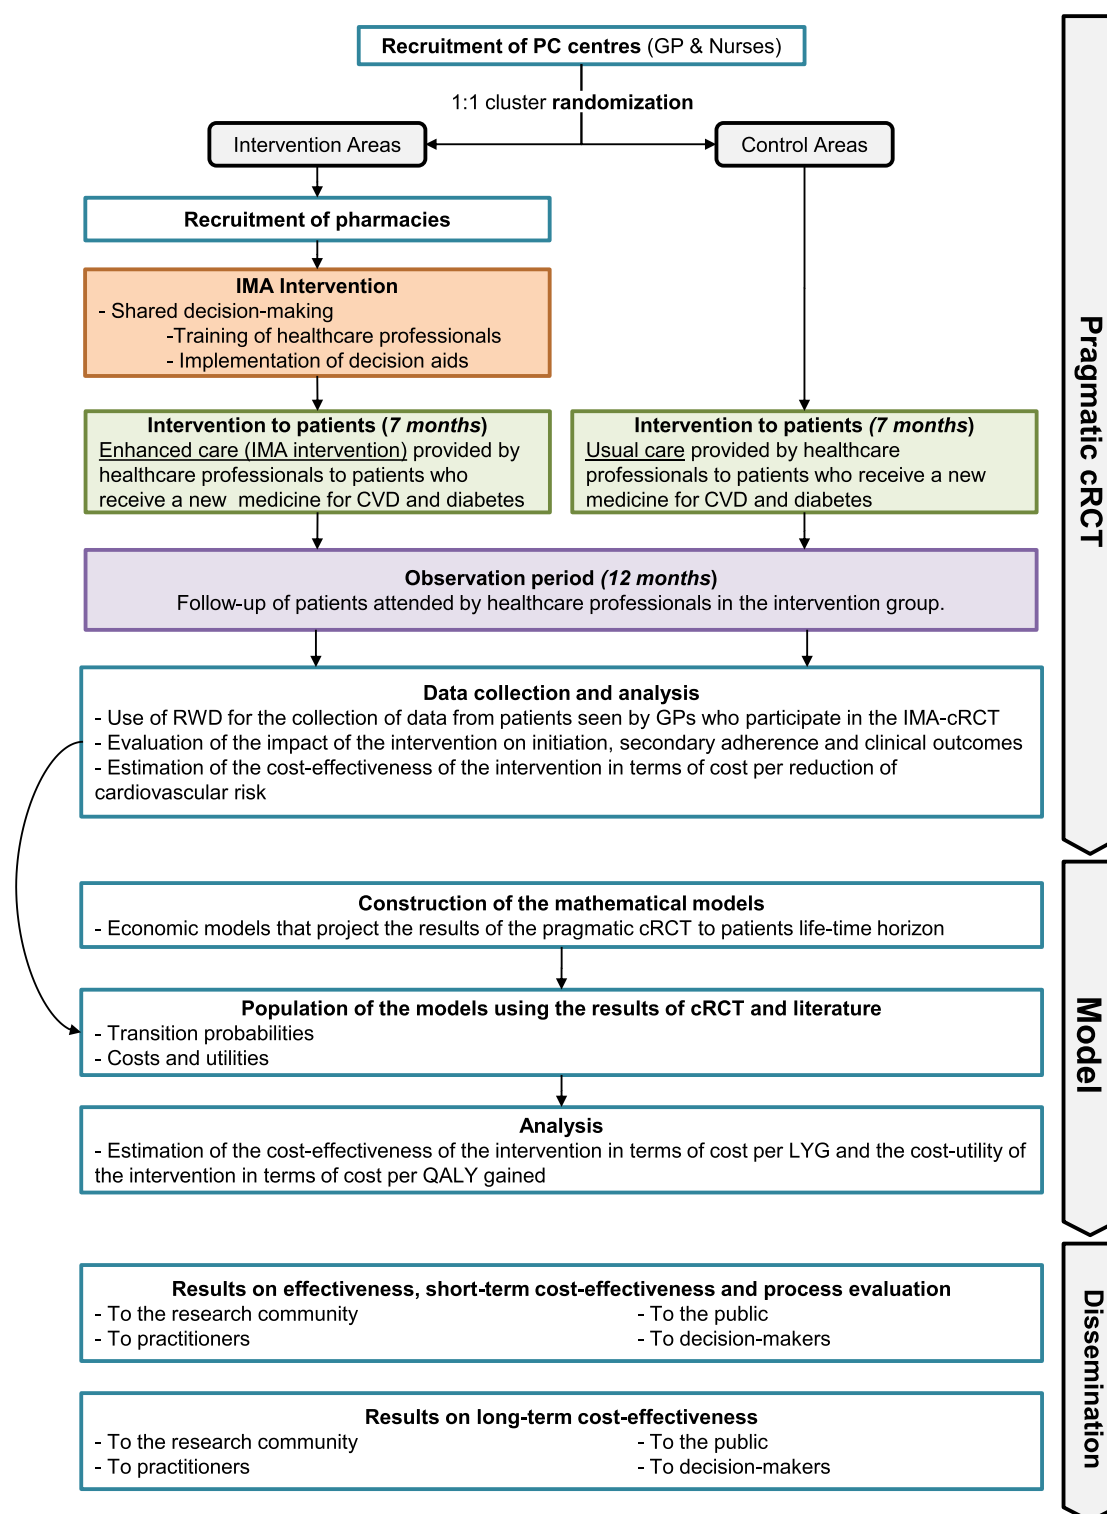 Recruitment of PC centres (GP & Nurses)
1:1 cluster randomization
Intervention Areas
Control Areas
Recruitment of pharmacies
IMA Intervention
- Shared decision-making
-Training of healthcare professionals
- Implementation of decision aids
Intervention to patients (7 months)
Enhanced care (IMA intervention) provided by
healthcare professionals to patients who
receive a new medicine for CVD and diabetes
Intervention to patients (7 months)
Usual care provided by healthcare
professionals to patients who receive a new
medicine for CVD and diabetes
Observation period (12 months)
Follow-up of patients attended by healthcare professionals in the intervention group.
Data collection and analysis
- Use of RWD for the collection of data from patients seen by GPs who participate in the IMA-cRCT
- Evaluation of the impact of the intervention on initiation, secondary adherence and clinical outcomes
- Estimation of the cost-effectiveness of the intervention in terms of cost per reduction of
cardiovascular risk
Pragmatic cRCT
Construction of the mathematical models
- Economic models that project the results of the pragmatic cRCT to patients life-time horizon
Population of the models using the results of cRCT and literature
- Transition probabilities
- Costs and utilities
Analysis
- Estimation of the cost-effectiveness of the intervention in terms of cost per LYG and the cost-utility of
the intervention in terms of cost per QALY gained
Model
Results on effectiveness, short-term cost-effectiveness and process evaluation
- To the research community
- To practitioners
- To the public
- To decision-makers
Results on long-term cost-effectiveness
- To the research community
- To practitioners
- To the public
- To decision-makers
Dissemination